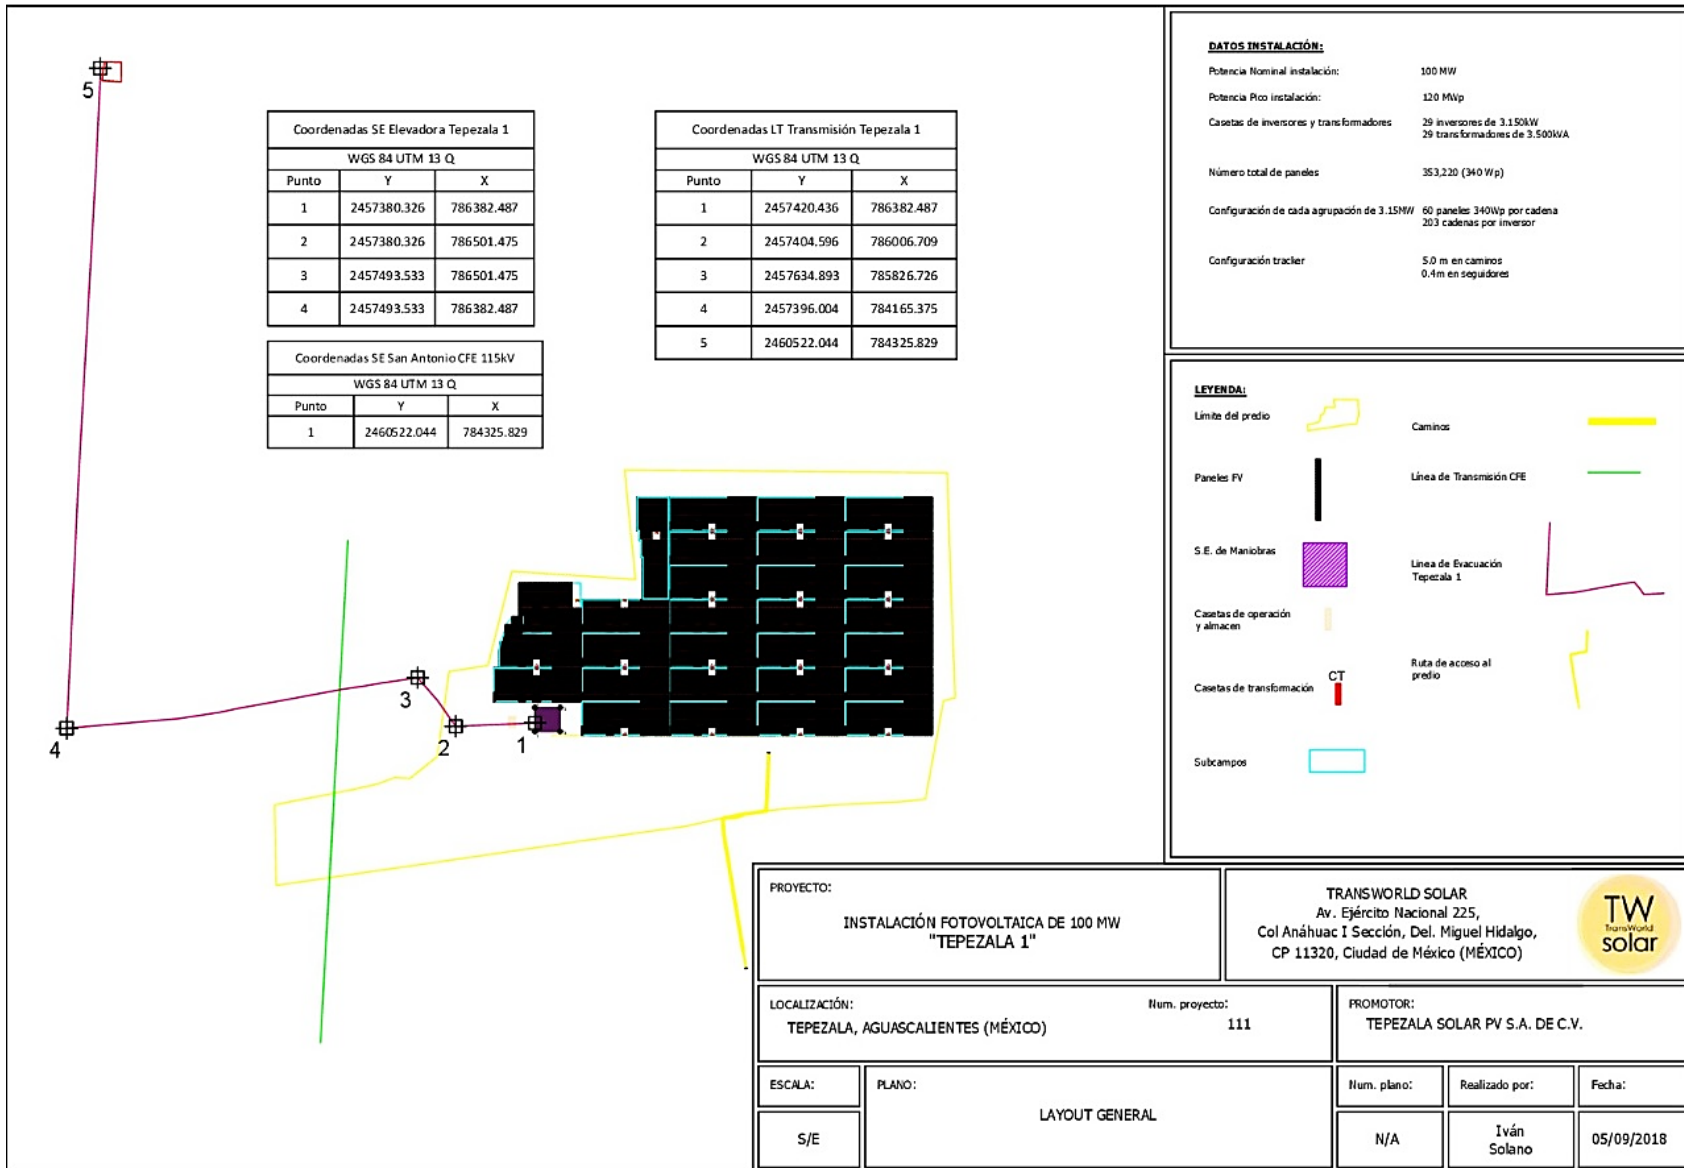 5
Coordenadas SE Elevadora Tepezala 1
WGS 84 UTM 13 Q
Punto Y X
1 2457380.326 786382.487
2 2457380.326 786501.475
3 2457493.533 786501.475
4 2457493.533 786382.487
Coordenadas SE San Antonio CFE 115kV
WGS 84 UTM 13 Q
Punto Y X
1 2460522.044 784325.829
Coordenadas LT Transmisión Tepezala 1
WGS 84 UTM 13 Q
Punto Y X
1 2457420.436 786382.487
2 2457404.596 786006.709
3 2457634.893 785826.726
4 2457396.004 784165.375
5 2460522.044 784325.829
3
4
2
1
DATOS INSTALACIÓN:
Potencia Nominal instalación: 100 MW
Potencia Pico instalación: 120 MWp
Casetas de inversores y transformadores 29 inversores de 3.150kW
29 transformadores de 3.500kVA
Número total de paneles 353,220 (340 Wp)
Configuración de cada agrupación de 3.15MW 60 paneles 340Wp por cadena
203 cadenas por inversor
Configuración tracker 5.0 m en caminos
0.4m en seguidores
LEYENDA:
Límite del predio
Caminos
Paneles FV
Línea de Transmisión CFE
S.E. de Maniobras
Linea de Evacuación
Tepezala 1
Casetas de operación
y almacen
Ruta de acceso al
predio
Casetas de transformación
CT
Subcampos
PROYECTO:
INSTALACIÓN FOTOVOLTAICA DE 100 MW
"TEPEZALA 1"
TRANSWORLD SOLAR
Av. Ejército Nacional 225,
Col Anáhuac I Sección, Del. Miguel Hidalgo,
CP 11320, Ciudad de México (MÉXICO)
TW
TransWorld
solar
LOCALIZACIÓN:
TEPEZALA, AGUASCALIENTES (MÉXICO)
Num. proyecto:
111
PROMOTOR:
TEPEZALA SOLAR PV S.A. DE C.V.
ESCALA:
S/E
PLANO:
LAYOUT GENERAL
Num. plano:
N/A
Realizado por:
Iván
Solano
Fecha:
05/09/2018